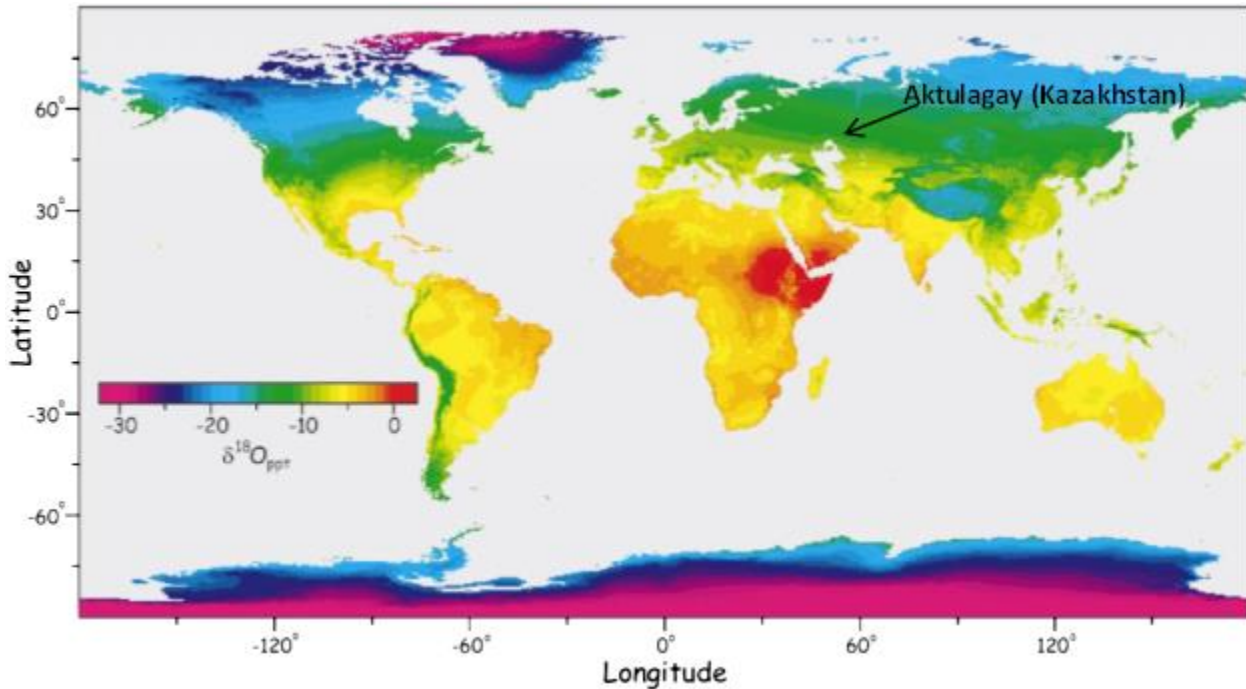 60°
Aktulagay (Kazakhstan)
30°
Latitude
0°
-30°
-30 -20 -10 0
δ18Oppt
-60°
-120° -60° 0° 60° 120°
Longitude